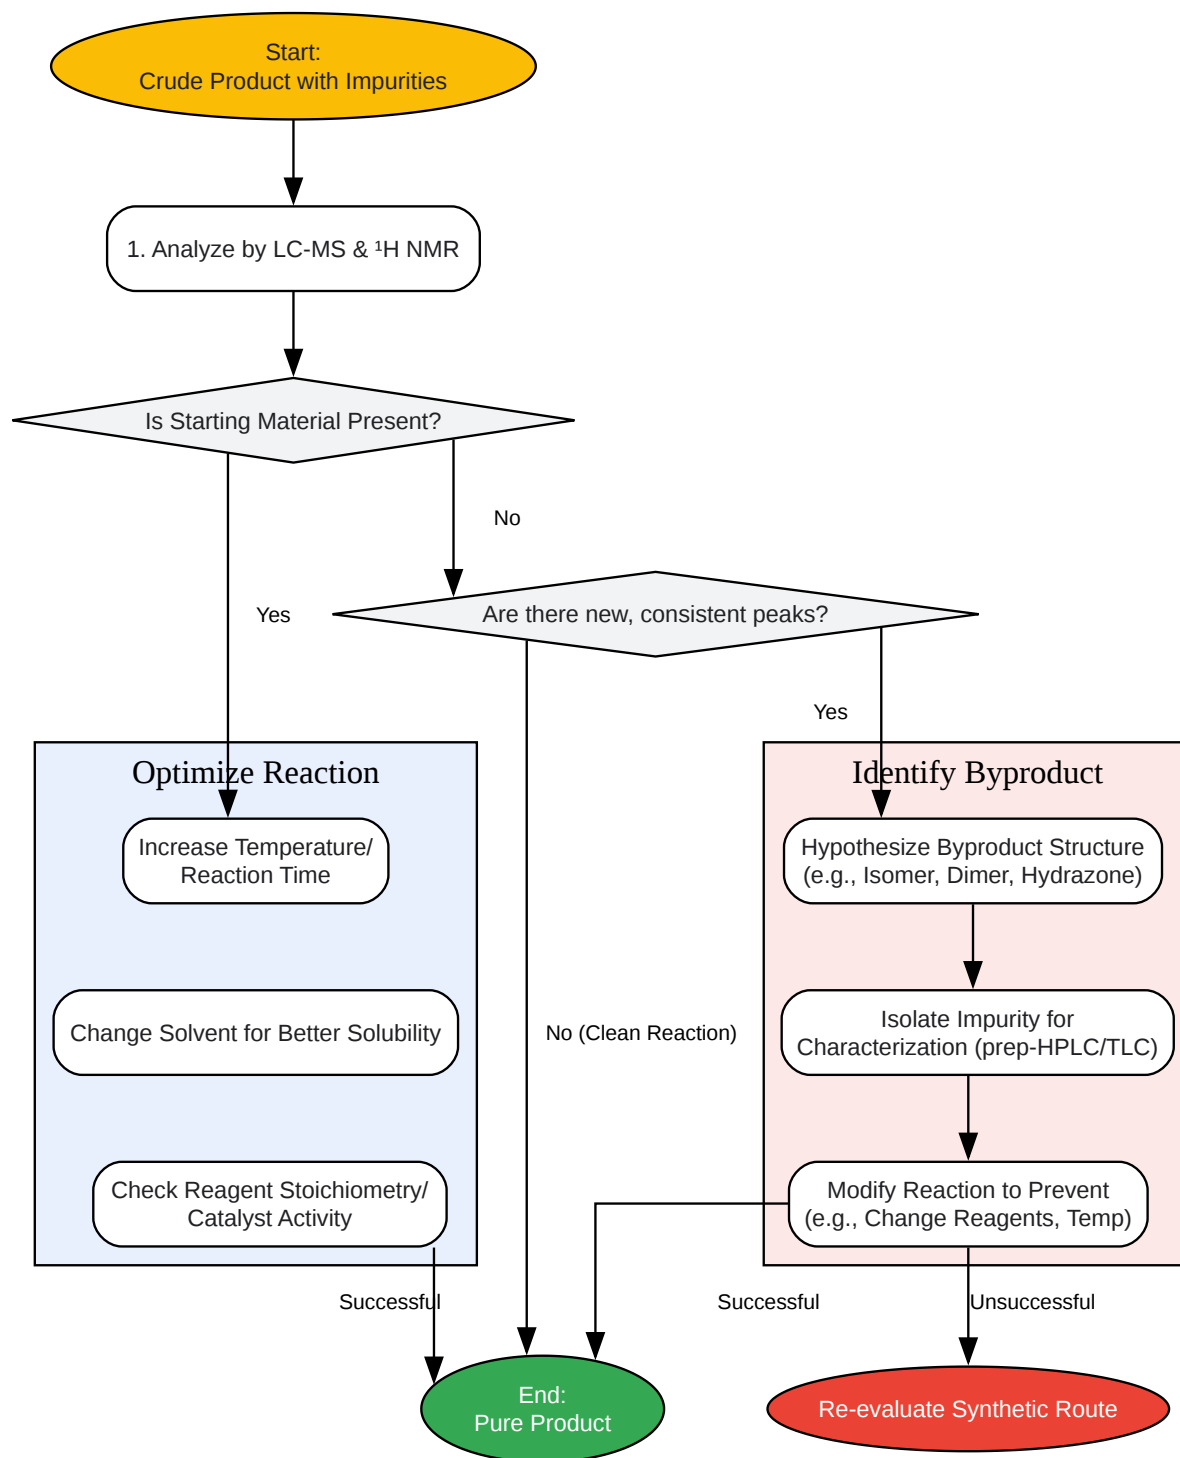 Start:
Crude Product with Impurities
1. Analyze by LC-MS & ¹H NMR
Is Starting Material Present?
No
Yes
Are there new, consistent peaks?
Yes
Optimize Reaction
Increase Temperature/
Reaction Time
Change Solvent for Better Solubility
Check Reagent Stoichiometry/
Catalyst Activity
Successful
No (Clean Reaction)
Identify Byproduct
Hypothesize Byproduct Structure
(e.g., Isomer, Dimer, Hydrazone)
Isolate Impurity for
Characterization (prep-HPLC/TLC)
Modify Reaction to Prevent
(e.g., Change Reagents, Temp)
Successful
Unsuccessful
End:
Pure Product
Re-evaluate Synthetic Route